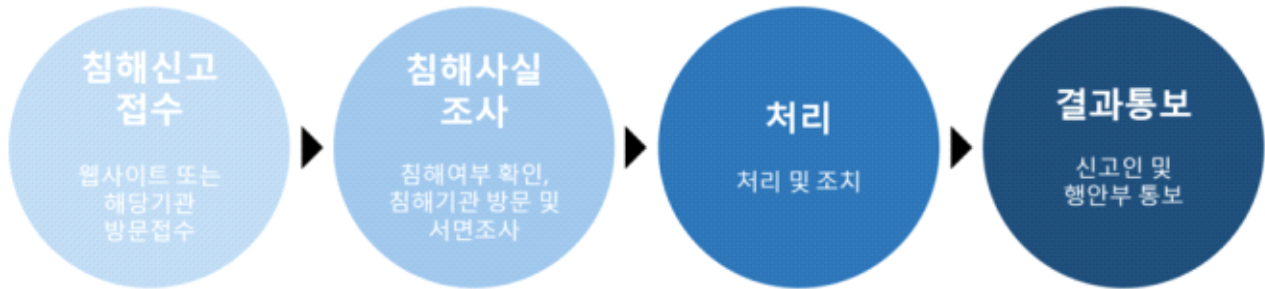 침해신고
접수
웹사이트 또는
해당기관
방문접수
침해사실
조사
침해여부 확인,
침해기관 방문 및
서면조사
처리
처리 및 조치
결과통보
신고인 및
행안부 통보